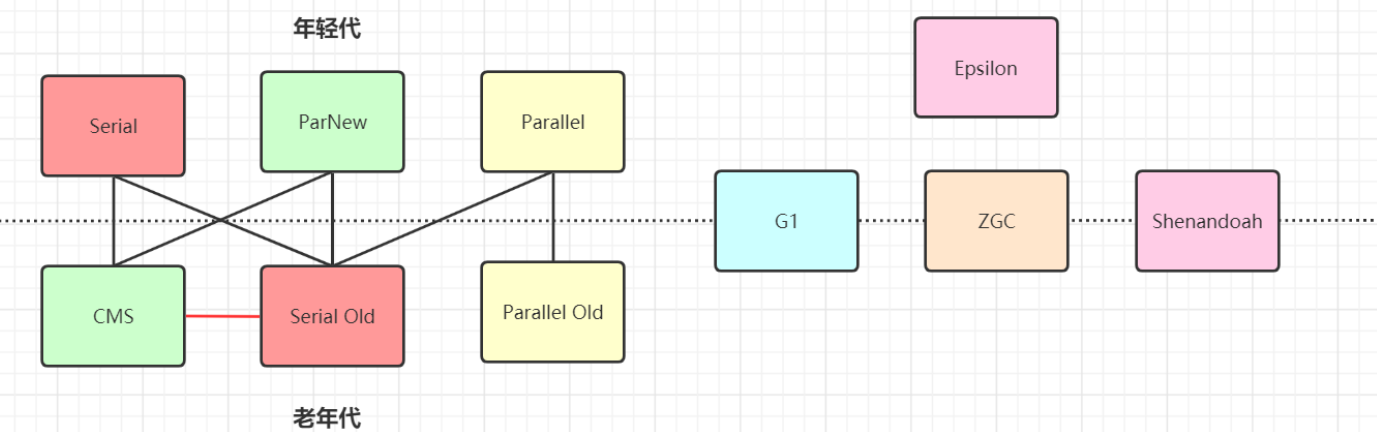 年轻代
Epsilon
Serial
ParNew
Parallel
G1
ZGC
Shenandoah
CMS
Serial Old
Parallel Old
老年代